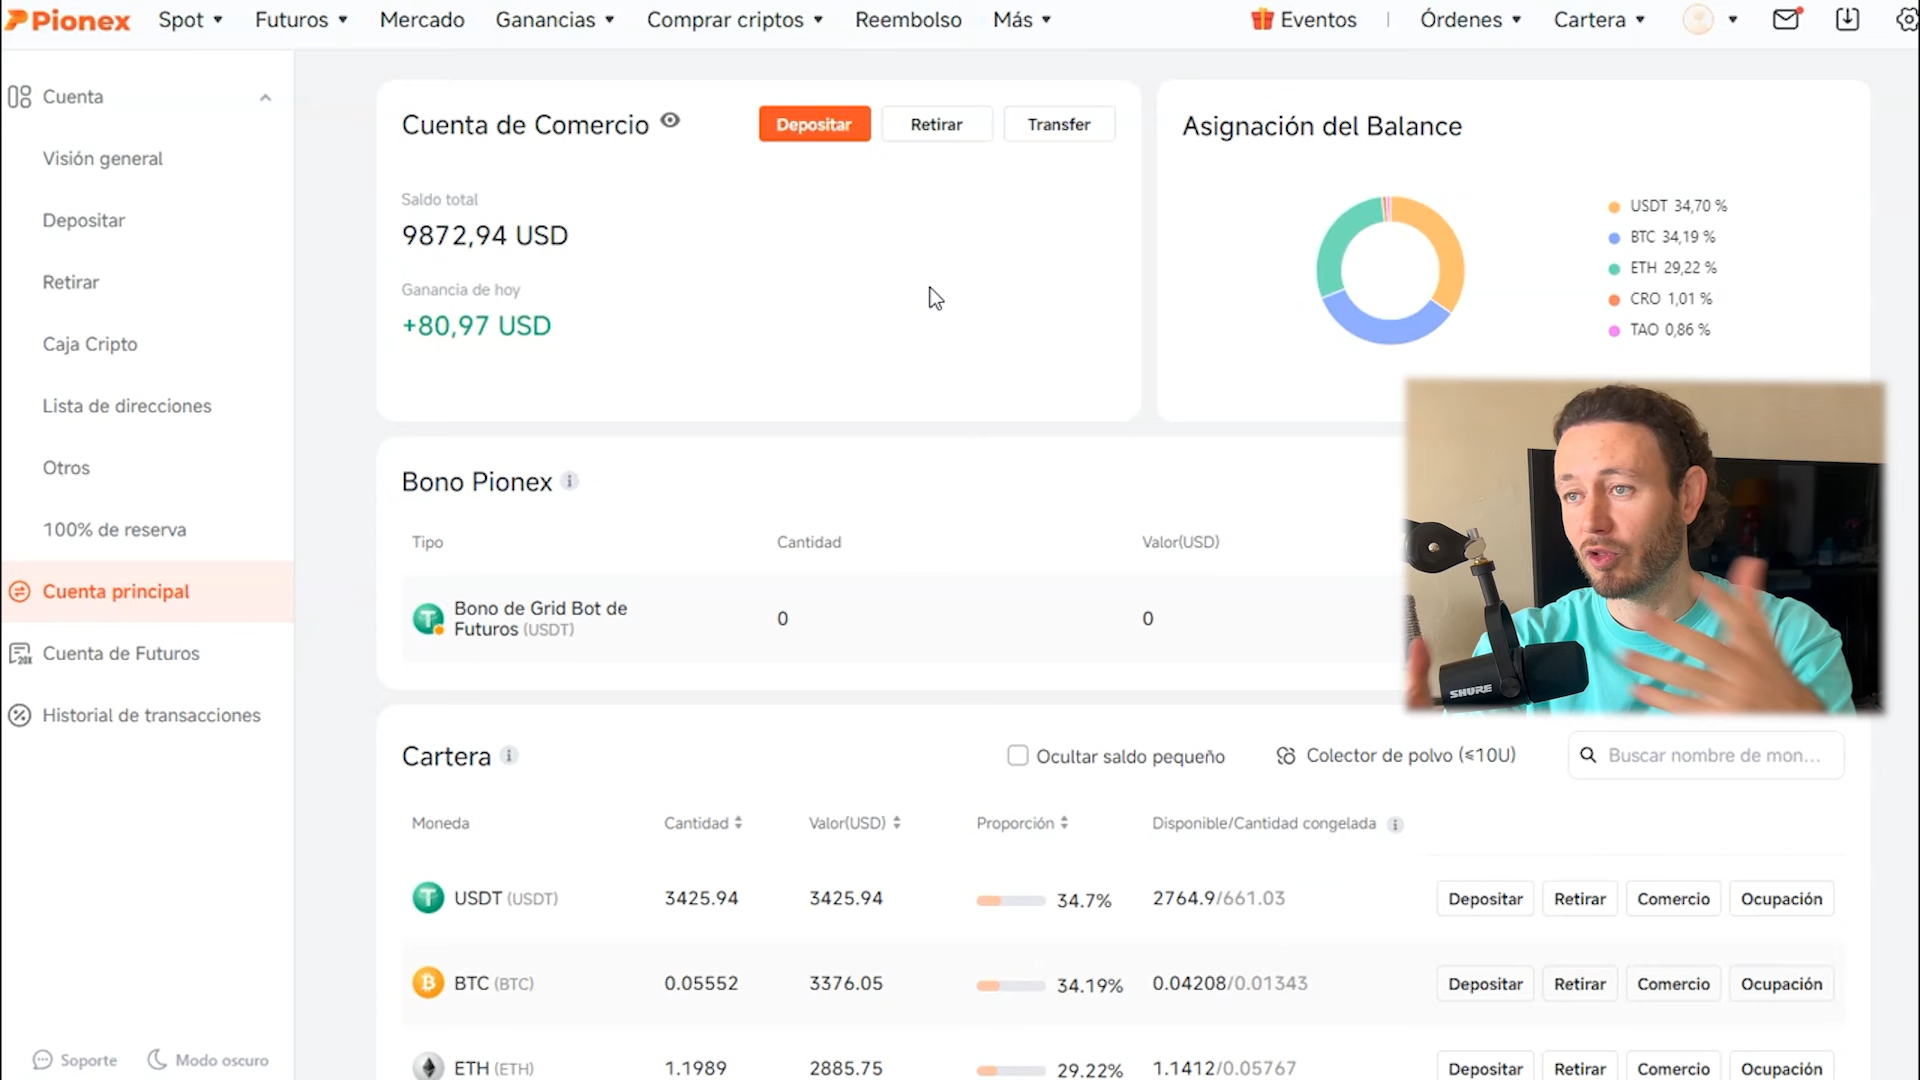 Pionex
Spot
Futuros
Mercado
Ganancias
Comprar criptos
Reembolso
Más
Eventos
Órdenes
Cartera
Cuenta
Visión general
Depositar
Retirar
Caja Cripto
Lista de direcciones
Otros
100% de reserva
Cuenta principal
Cuenta de Futuros
Historial de transacciones
Soporte
Modo oscuro
Cuenta de Comercio
Depositar
Retirar
Transfer
Saldo total
9872,94 USD
Ganancia de hoy
+80,97 USD
Asignación del Balance
USDT 34,70 %
BTC 34,19 %
ETH 29,22 %
CRO 1,01 %
TAO 0,86 %
Bono Pionex
Tipo Cantidad Valor(USD)
Bono de Grid Bot de
Futuros (USDT)
0 0
SHURE
Cartera
Ocultar saldo pequeño
Colector de polvo (≤10U)
Buscar nombre de mon...
Moneda Cantidad Valor(USD) Proporción Disponible/Cantidad congelada
USDT (USDT) 3425.94 3425.94 34.7% 2764.9/661.03 Depositar Retirar Comercio Ocupación
BTC (BTC) 0.05552 3376.05 34.19% 0.04208/0.01343 Depositar Retirar Comercio Ocupación
ETH (ETH) 1.1989 2885.75 29.22% 1.1412/0.05767 Depositar Retirar Comercio Ocupación